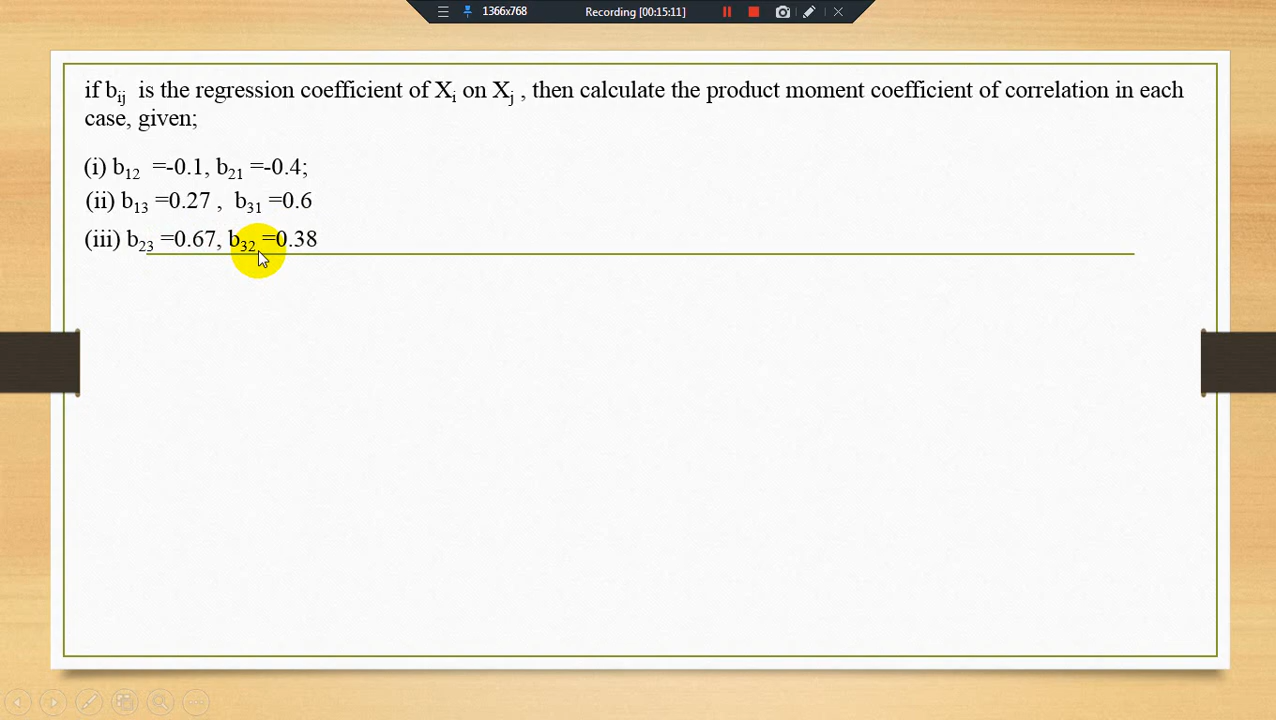 1366x768 Recording [00:15:11]
if bij is the regression coefficient of Xi on Xj , then calculate the product moment coefficient of correlation in each
case, given;
(i) b12 =-0.1, b21 =-0.4;
(ii) b13 =0.27 , b31 =0.6
(iii) b23 =0.67, b32 =0.38